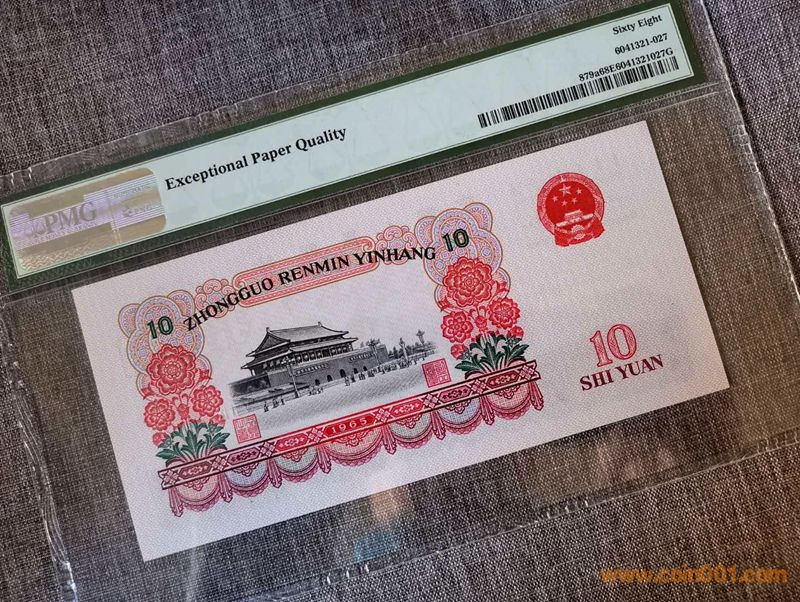 Sixty Eight
6041321-027
879a68E6041321027G
PMG
Exceptional Paper Quality
ZHONGGUO RENMIN YINHANG
10
10
1965
10
SHI YUAN
www.coin001.com